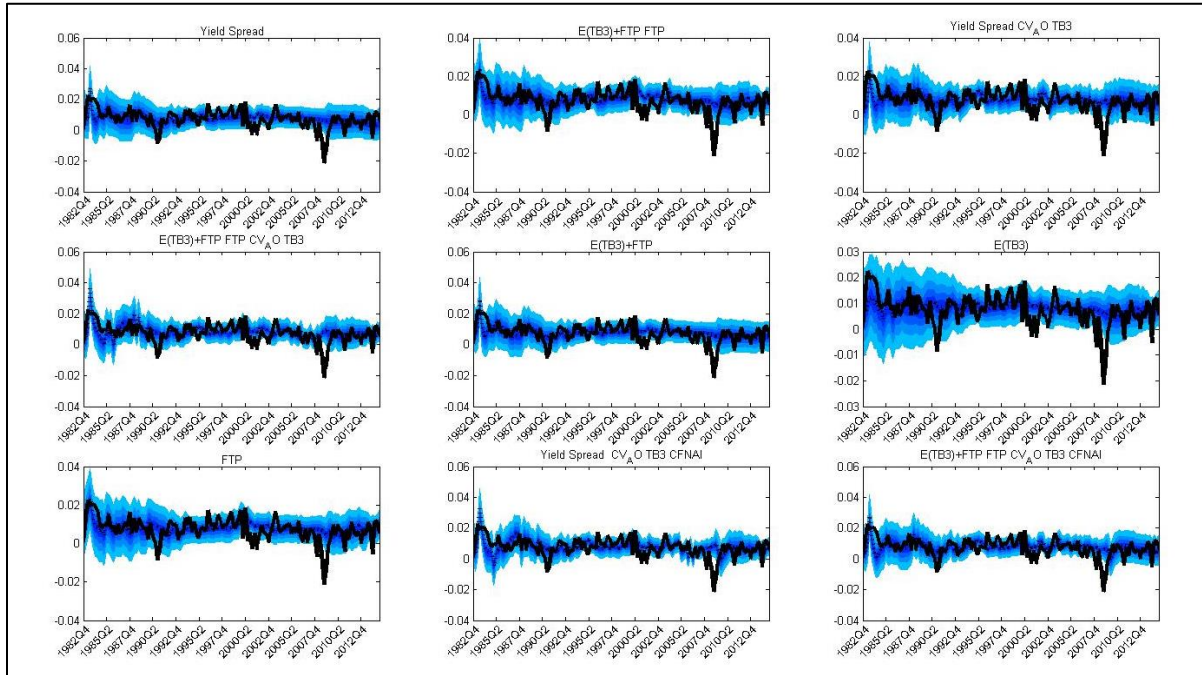 Yield Spread
0.06
0.04
0.02
0
-0.02
-0.04
1982Q4 1985Q2 1987Q4 1990Q2 1992Q4 1995Q2 1997Q4 2000Q2 2002Q4 2005Q2 2007Q4 2010Q2 2012Q4
E(TB3)+FTP FTP
0.04
0.02
0
-0.02
-0.04
1982Q4 1985Q2 1987Q4 1990Q2 1992Q4 1995Q2 1997Q4 2000Q2 2002Q4 2005Q2 2007Q4 2010Q2 2012Q4
Yield Spread CV_AO TB3
0.04
0.02
0
-0.02
-0.04
1982Q4 1985Q2 1987Q4 1990Q2 1992Q4 1995Q2 1997Q4 2000Q2 2002Q4 2005Q2 2007Q4 2010Q2 2012Q4
E(TB3)+FTP FTP CV_AO TB3
0.06
0.04
0.02
0
-0.02
-0.04
1982Q4 1985Q2 1987Q4 1990Q2 1992Q4 1995Q2 1997Q4 2000Q2 2002Q4 2005Q2 2007Q4 2010Q2 2012Q4
E(TB3)+FTP
0.06
0.04
0.02
0
-0.02
-0.04
1982Q4 1985Q2 1987Q4 1990Q2 1992Q4 1995Q2 1997Q4 2000Q2 2002Q4 2005Q2 2007Q4 2010Q2 2012Q4
E(TB3)
0.03
0.02
0.01
0
-0.01
-0.02
-0.03
1982Q4 1985Q2 1987Q4 1990Q2 1992Q4 1995Q2 1997Q4 2000Q2 2002Q4 2005Q2 2007Q4 2010Q2 2012Q4
FTP
0.04
0.02
0
-0.02
-0.04
1982Q4 1985Q2 1987Q4 1990Q2 1992Q4 1995Q2 1997Q4 2000Q2 2002Q4 2005Q2 2007Q4 2010Q2 2012Q4
Yield Spread CV_AO TB3 CFNAI
0.06
0.04
0.02
0
-0.02
-0.04
1982Q4 1985Q2 1987Q4 1990Q2 1992Q4 1995Q2 1997Q4 2000Q2 2002Q4 2005Q2 2007Q4 2010Q2 2012Q4
E(TB3)+FTP FTP CV_AO TB3 CFNAI
0.06
0.04
0.02
0
-0.02
-0.04
1982Q4 1985Q2 1987Q4 1990Q2 1992Q4 1995Q2 1997Q4 2000Q2 2002Q4 2005Q2 2007Q4 2010Q2 2012Q4